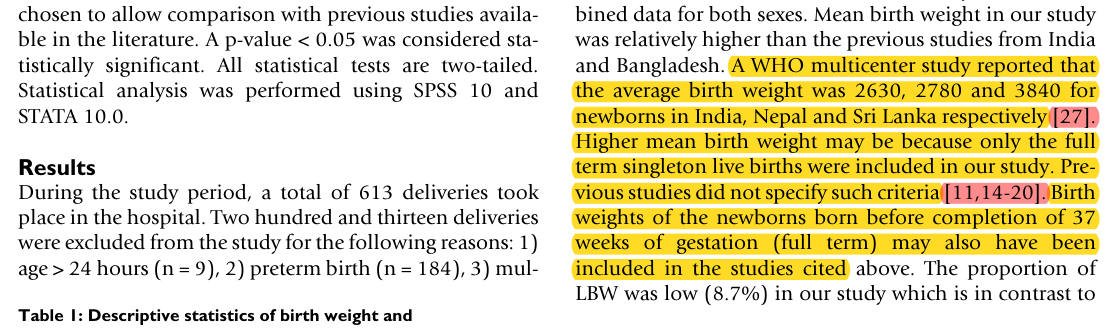 chosen to allow comparison with previous studies availa-
ble in the literature. A p-value < 0.05 was considered sta-
tistically significant. All statistical tests are two-tailed.
Statistical analysis was performed using SPSS 10 and
STATA 10.0.
Results
During the study period, a total of 613 deliveries took
place in the hospital. Two hundred and thirteen deliveries
were excluded from the study for the following reasons: 1)
age > 24 hours (n = 9), 2) preterm birth (n = 184), 3) mul-
Table 1: Descriptive statistics of birth weight and
bined data for both sexes. Mean birth weight in our study
was relatively higher than the previous studies from India
and Bangladesh. A WHO multicenter study reported that
the average birth weight was 2630, 2780 and 3840 for
newborns in India, Nepal and Sri Lanka respectively [27].
Higher mean birth weight may be because only the full
term singleton live births were included in our study. Pre-
vious studies did not specify such criteria [11,14-20]. Birth
weights of the newborns born before completion of 37
weeks of gestation (full term) may also have been
included in the studies cited above. The proportion of
LBW was low (8.7%) in our study which is in contrast to